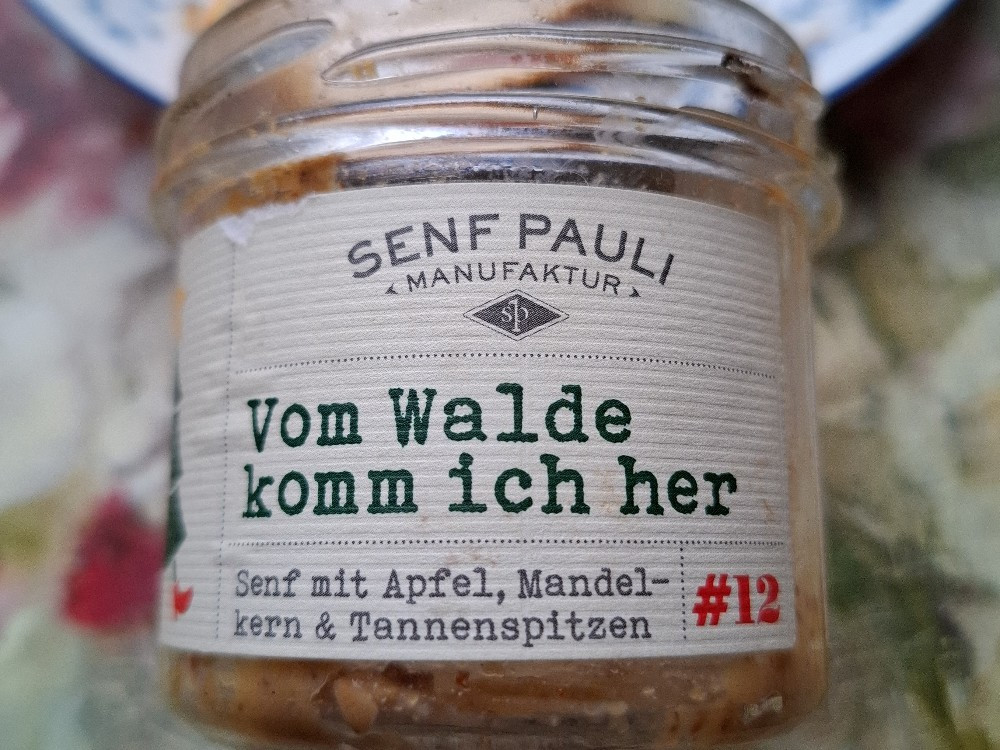 SENF PAULI
MANUFAKTUR
sp
Vom Walde
komm ich her
Senf mit Apfel, Mandel-
kern & Tannenspitzen
#12